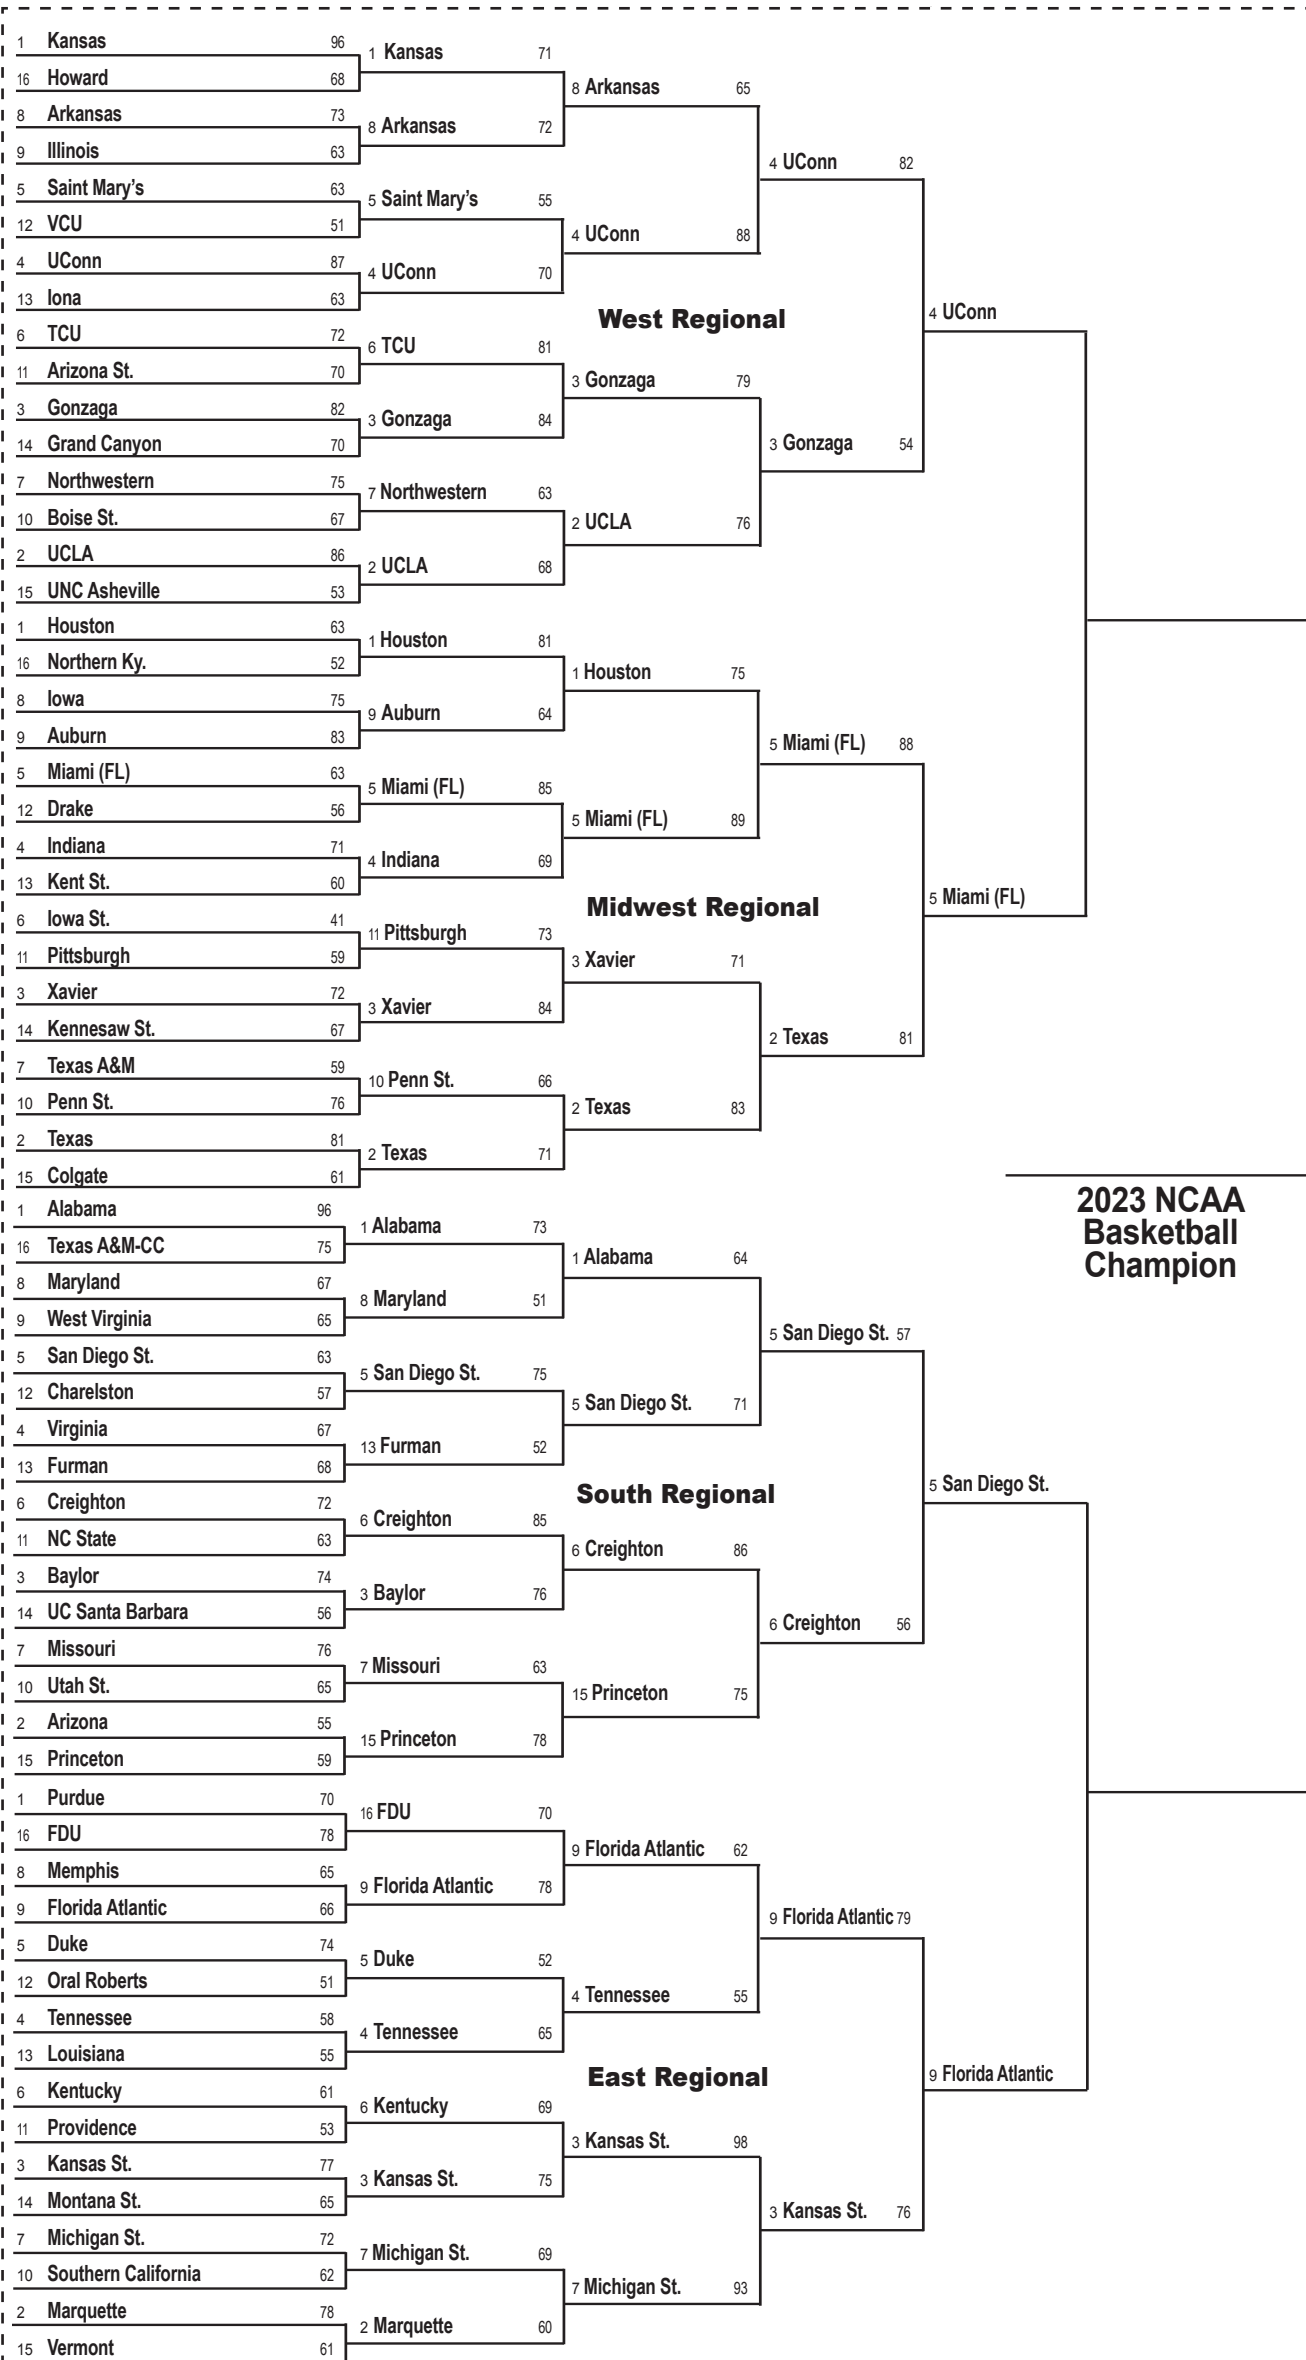 1 Kansas 96
16 Howard 68
8 Arkansas 73
9 Illinois 63
5 Saint Mary's 63
12 VCU 51
4 UConn 87
13 Iona 63
6 TCU 72
11 Arizona St. 70
3 Gonzaga 82
14 Grand Canyon 70
7 Northwestern 75
10 Boise St. 67
2 UCLA 86
15 UNC Asheville 53
1 Kansas 71
8 Arkansas 72
5 Saint Mary's 55
4 UConn 70
6 TCU 81
3 Gonzaga 84
7 Northwestern 63
2 UCLA 68
8 Arkansas 65
4 UConn 88
West Regional
3 Gonzaga 79
2 UCLA 76
4 UConn 82
3 Gonzaga 54
4 UConn
1 Houston 63
16 Northern Ky. 52
8 Iowa 75
9 Auburn 83
5 Miami (FL) 63
12 Drake 56
4 Indiana 71
13 Kent St. 60
6 Iowa St. 41
11 Pittsburgh 59
3 Xavier 72
14 Kennesaw St. 67
7 Texas A&M 59
10 Penn St. 76
2 Texas 81
15 Colgate 61
1 Houston 81
9 Auburn 64
5 Miami (FL) 85
4 Indiana 69
11 Pittsburgh 73
3 Xavier 84
10 Penn St. 66
2 Texas 71
1 Houston 75
5 Miami (FL) 89
Midwest Regional
3 Xavier 71
2 Texas 83
5 Miami (FL) 88
2 Texas 81
5 Miami (FL)
2023 NCAA
Basketball
Champion
1 Alabama 96
16 Texas A&M-CC 75
8 Maryland 67
9 West Virginia 65
5 San Diego St. 63
12 Charelston 57
4 Virginia 67
13 Furman 68
6 Creighton 72
11 NC State 63
3 Baylor 74
14 UC Santa Barbara 56
7 Missouri 76
10 Utah St. 65
2 Arizona 55
15 Princeton 59
1 Alabama 73
8 Maryland 51
5 San Diego St. 75
13 Furman 52
6 Creighton 85
3 Baylor 76
7 Missouri 63
15 Princeton 78
1 Alabama 64
5 San Diego St. 71
South Regional
6 Creighton 86
15 Princeton 75
5 San Diego St. 57
6 Creighton 56
5 San Diego St.
1 Purdue 70
16 FDU 78
8 Memphis 65
9 Florida Atlantic 66
5 Duke 74
12 Oral Roberts 51
4 Tennessee 58
13 Louisiana 55
6 Kentucky 61
11 Providence 53
3 Kansas St. 77
14 Montana St. 65
7 Michigan St. 72
10 Southern California 62
2 Marquette 78
15 Vermont 61
16 FDU 70
9 Florida Atlantic 78
5 Duke 52
4 Tennessee 65
6 Kentucky 69
3 Kansas St. 75
7 Michigan St. 69
2 Marquette 60
9 Florida Atlantic 62
4 Tennessee 55
East Regional
3 Kansas St. 98
7 Michigan St. 93
9 Florida Atlantic 79
3 Kansas St. 76
9 Florida Atlantic